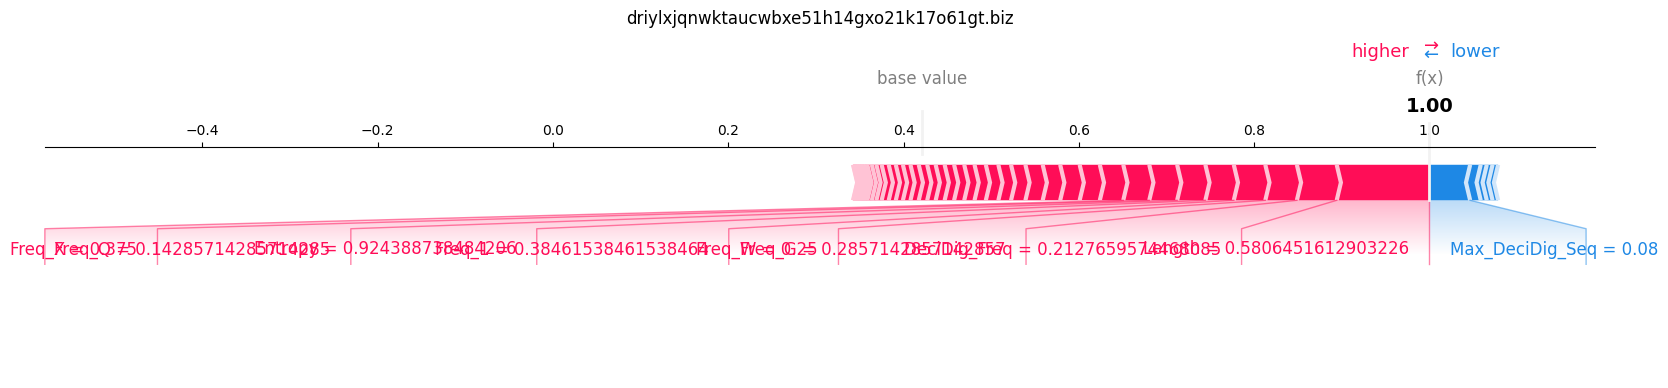 driylxjqnwktaucwbxe51h14gxo21k17o61gt.biz
higher → ← lower
base value f(x)
1.00
−0.4 −0.2 0.0 0.2 0.4 0.6 0.8 1.0
Freq_X = 0.375 Freq_Q = 0.14285714285714285 Entropy = 0.924388738484206 Freq_1 = 0.38461538461538464 Freq_W = 0.25 Freq_G = 0.2857142857142857 DeciDig_Freq = 0.2127659574468085 Length = 0.5806451612903226 Max_DeciDig_Seq = 0.08